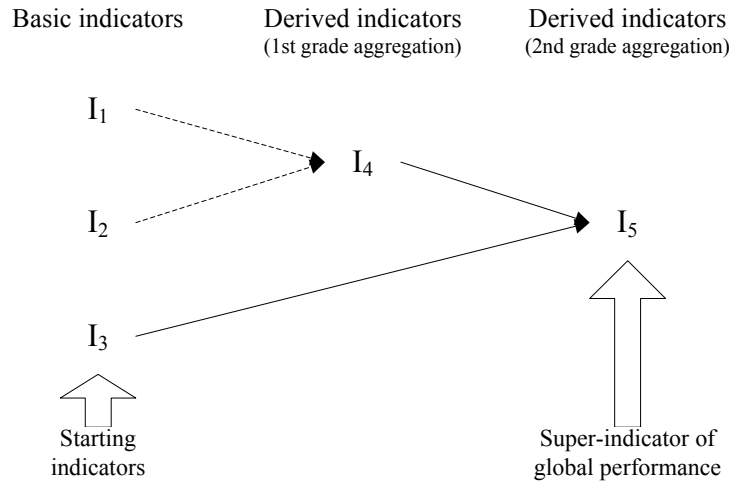 Basic indicators
Derived indicators
(1st grade aggregation)
Derived indicators
(2nd grade aggregation)
I₁
I₄
I₂
I₅
I₃
Starting
indicators
Super-indicator of
global performance